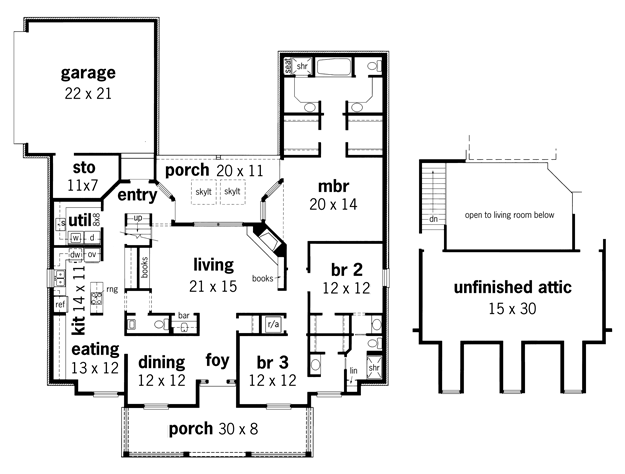 garage
22 x 21
seat
shr
sto
11x7
porch 20 x 11
skylt
skylt
entry
mbr
20 x 14
util
8x8
s
w
d
up
dn
open to living room below
dw
ov
books
living
21 x 15
books
br 2
12 x 12
unfinished attic
15 x 30
kit 14 x 11
rng
ref
bar
r/a
eating
13 x 12
dining
12 x 12
foy
br 3
12 x 12
lin
shr
porch 30 x 8